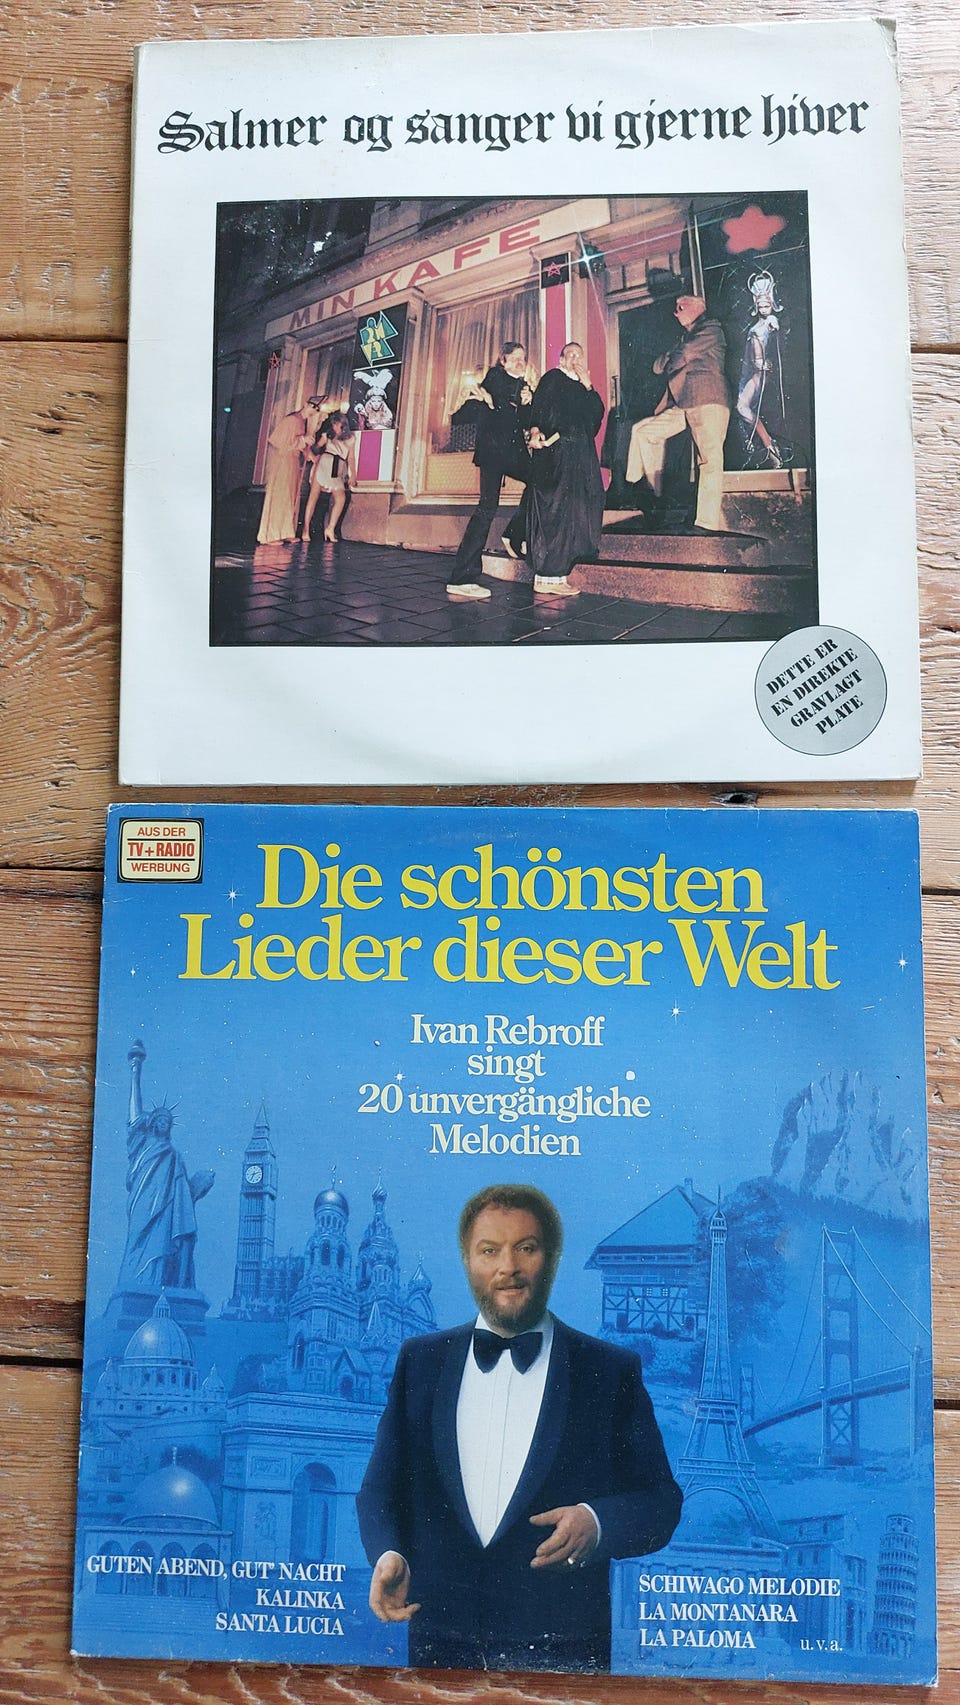 Salmer og sanger vi gjerne hiver
MIN KAFE
DETTE ER
EN DIREKTE
GRAVLAGT
PLATE
AUS DER
TV+RADIO
WERBUNG
Die schönsten
Lieder dieser Welt
Ivan Rebroff
singt
20 unvergängliche
Melodien
GUTEN ABEND, GUT' NACHT
KALINKA
SANTA LUCIA
SCHIWAGO MELODIE
LA MONTANARA
LA PALOMA u.v.a.